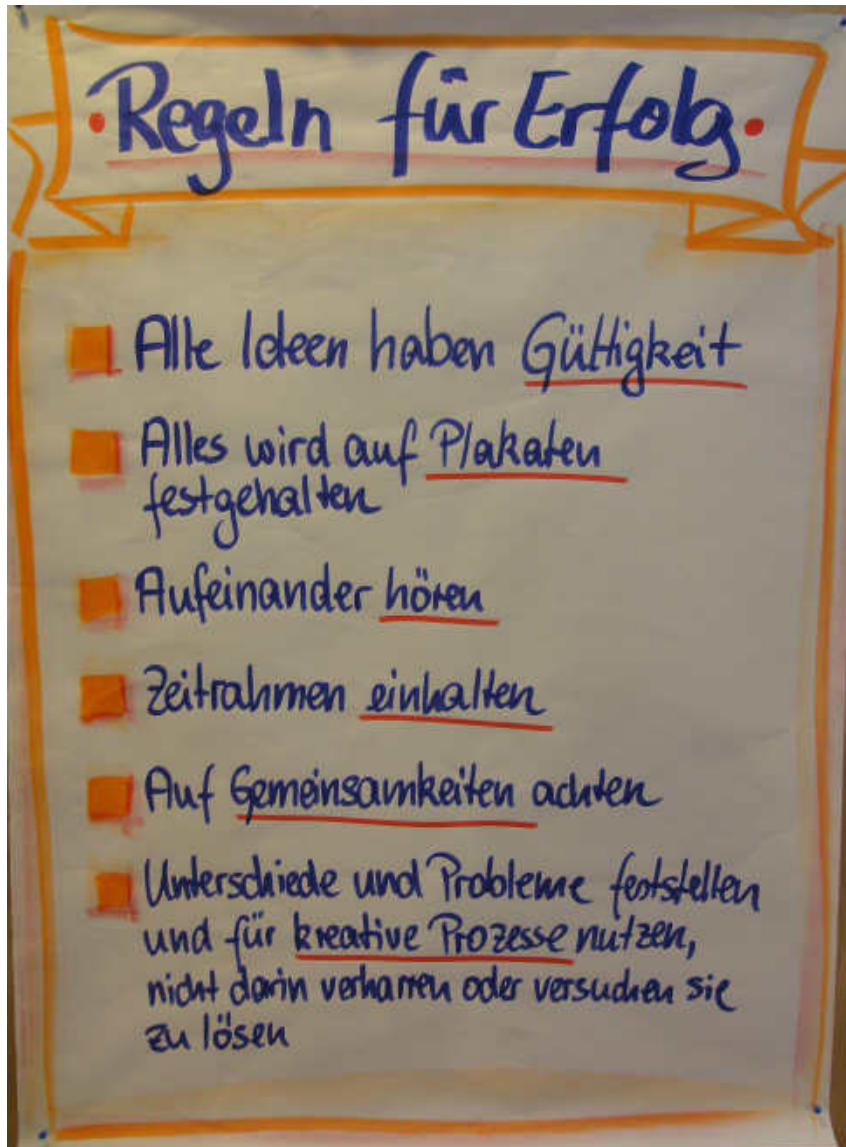 Regeln für Erfolg
Alle Ideen haben Gültigkeit
Alles wird auf Plakaten
festgehalten
Aufeinander hören
Zeitrahmen einhalten
Auf Gemeinsamkeiten achten
Unterschiede und Probleme feststellen
und für kreative Prozesse nutzen,
nicht darin verharren oder versuchen sie
zu lösen